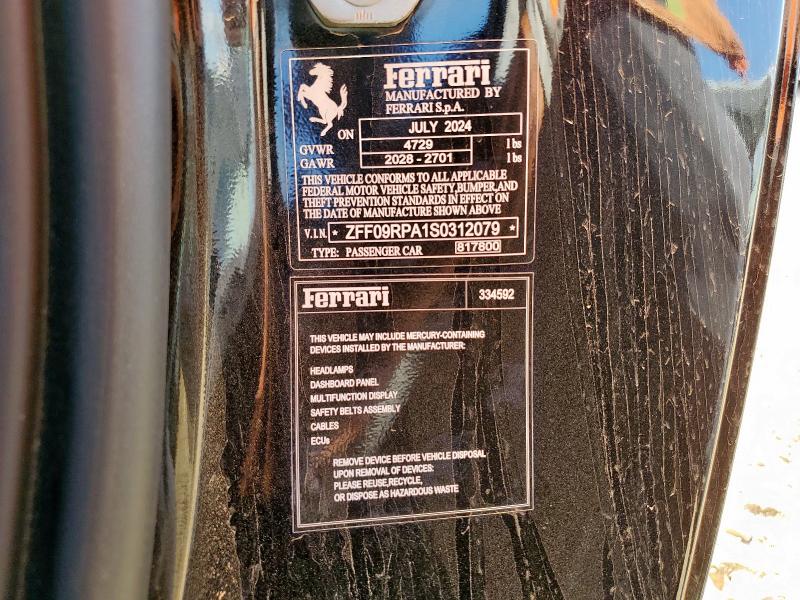 Ferrari
MANUFACTURED BY
FERRARI S.p.A.
ON JULY 2024
GVWR 4729 lbs
GAWR 2028 - 2701 lbs
THIS VEHICLE CONFORMS TO ALL APPLICABLE
FEDERAL MOTOR VEHICLE SAFETY,BUMPER,AND
THEFT PREVENTION STANDARDS IN EFFECT ON
THE DATE OF MANUFACTURE SHOWN ABOVE
V.I.N. * ZFF09RPA1S0312079 *
TYPE: PASSENGER CAR 817800
Ferrari 334592
THIS VEHICLE MAY INCLUDE MERCURY-CONTAINING
DEVICES INSTALLED BY THE MANUFACTURER:
HEADLAMPS
DASHBOARD PANEL
MULTIFUNCTION DISPLAY
SAFETY BELTS ASSEMBLY
CABLES
ECUs
REMOVE DEVICE BEFORE VEHICLE DISPOSAL
UPON REMOVAL OF DEVICES:
PLEASE REUSE,RECYCLE,
OR DISPOSE AS HAZARDOUS WASTE